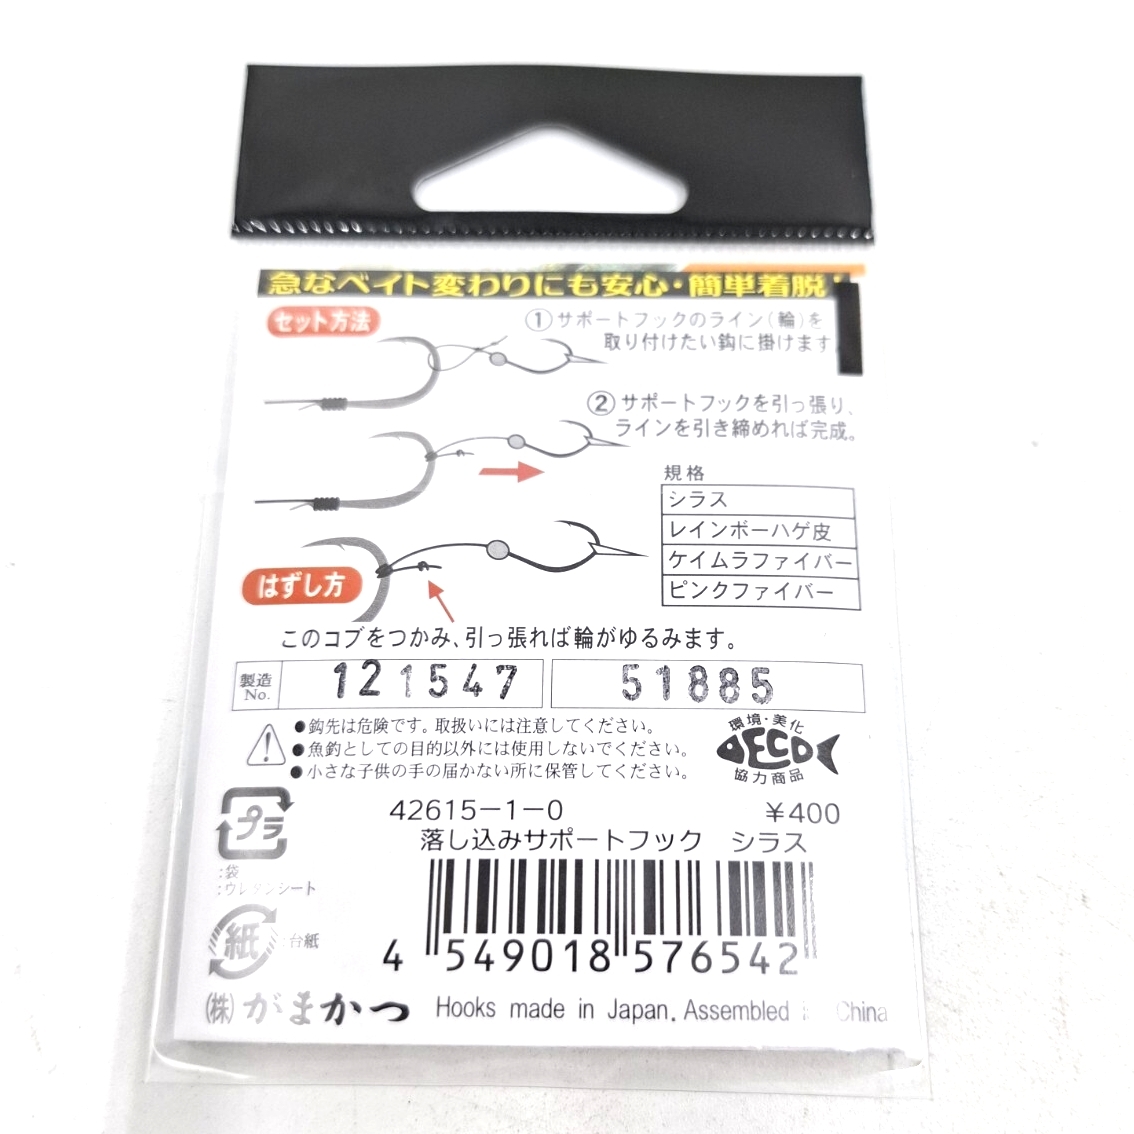 急なベイト変わりにも安心・簡単着脱!
セット方法
①サポートフックのライン(輪)を
取り付けたい鈎に掛けます
②サポートフックを引っ張り、
ラインを引き締めれば完成。
規格
シラス
レインボーハゲ皮
ケイムラファイバー
ピンクファイバー
はずし方
このコブをつかみ、引っ張れば輪がゆるみます。
製造No. 121547 51885
●鈎先は危険です。取扱いには注意してください。
●魚釣としての目的以外には使用しないでください。
●小さな子供の手の届かない所に保管してください。
環境・美化
ECO
協力商品
プラ
:袋
:ウレタンシート
紙
:台紙
42615-1-0 ¥400
落し込みサポートフック シラス
4 549018 576542
(株)がまかつ Hooks made in Japan. Assembled China